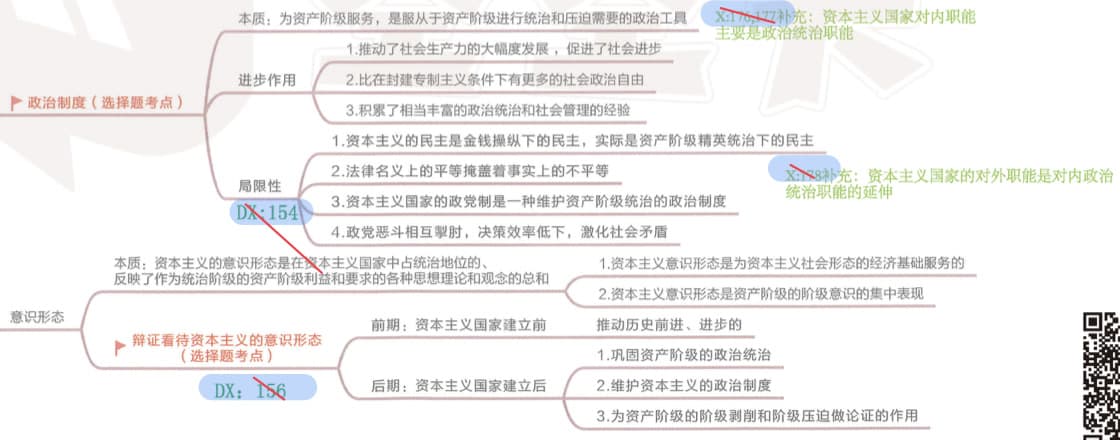 本质：为资产阶级服务，是服从于资产阶级进行统治和压迫需要的政治工具
X:176,177补充：资本主义国家对内职能
主要是政治统治职能
1.推动了社会生产力的大幅度发展，促进了社会进步
进步作用
2.比在封建专制主义条件下有更多的社会政治自由
政治制度（选择题考点）
3.积累了相当丰富的政治统治和社会管理的经验
1.资本主义的民主是金钱操纵下的民主，实际是资产阶级精英统治下的民主
2.法律名义上的平等掩盖着事实上的不平等
X:178补充：资本主义国家的对外职能是对内政治
统治职能的延伸
局限性
DX:154
3.资本主义国家的政党制是一种维护资产阶级统治的政治制度
4.政党恶斗相互掣肘，决策效率低下，激化社会矛盾
本质：资本主义的意识形态是在资本主义国家中占统治地位的、
反映了作为统治阶级的资产阶级利益和要求的各种思想理论和观念的总和
1.资本主义意识形态是为资本主义社会形态的经济基础服务的
2.资本主义意识形态是资产阶级的阶级意识的集中表现
意识形态
前期：资本主义国家建立前
推动历史前进、进步的
辩证看待资本主义的意识形态
（选择题考点）
DX：156
1.巩固资产阶级的政治统治
后期：资本主义国家建立后
2.维护资本主义的政治制度
3.为资产阶级的阶级剥削和阶级压迫做论证的作用